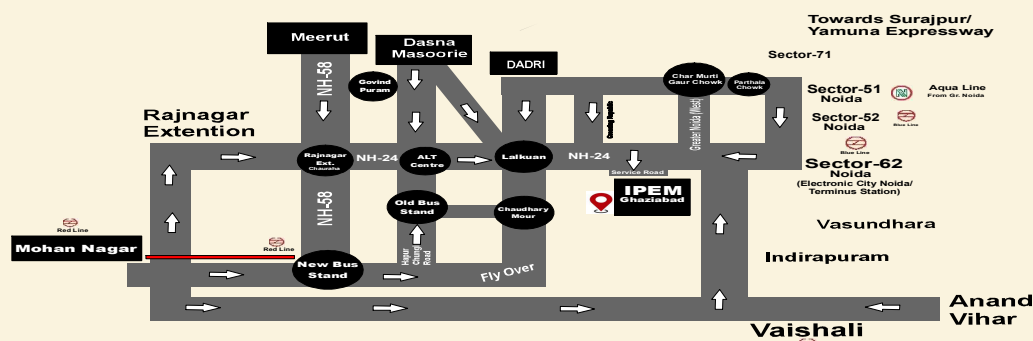 Towards Surajpur/
Yamuna Expressway
Meerut
Dasna
Masoorie
Sector-71
DADRI
NH-58
Govind
Puram
Char Murti
Gaur Chowk
Parthala
Chowk
Sector-51
Noida
Aqua Line
From Gr. Noida
Rajnagar
Extention
Greater Noida (West)
Sector-52
Noida
Blue Line
Blue Line
Rajnagar
Ext.
Chauraha
NH-24
ALT
Centre
Lalkuan
NH-24
Sector-62
Noida
(Electronic City Noida/
Terminus Station)
Service Road
IPEM
Ghaziabad
NH-58
Old Bus
Stand
Chaudhary
Mour
Vasundhara
Red Line
Mohan Nagar
Red Line
Hapur
Chungi
Road
New Bus
Stand
Fly Over
Indirapuram
Anand
Vihar
Vaishali